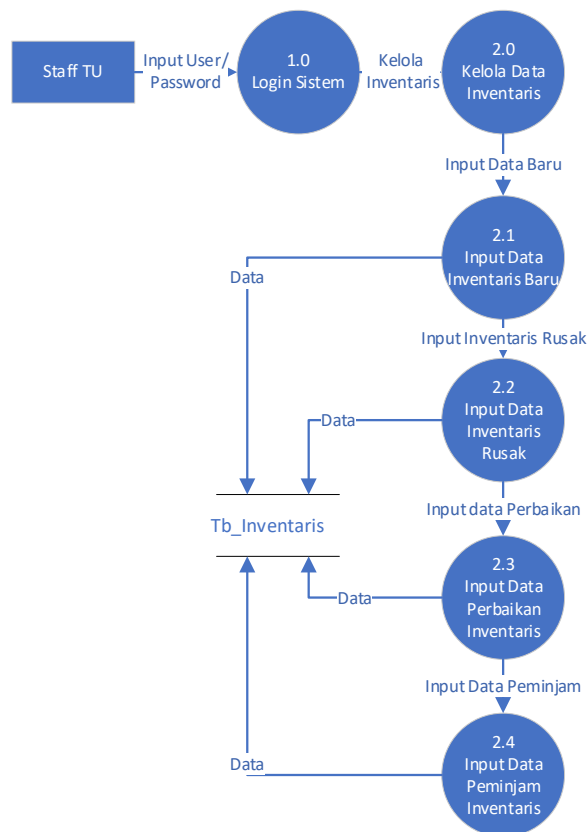 Staff TU
Input User/
Password
1.0
Login Sistem
Kelola
Inventaris
2.0
Kelola Data
Inventaris
Input Data Baru
2.1
Input Data
Inventaris Baru
Data
Input Inventaris Rusak
2.2
Input Data
Inventaris
Rusak
Data
Input data Perbaikan
Tb_Inventaris
2.3
Input Data
Perbaikan
Inventaris
Data
Input Data Peminjam
2.4
Input Data
Peminjam
Inventaris
Data